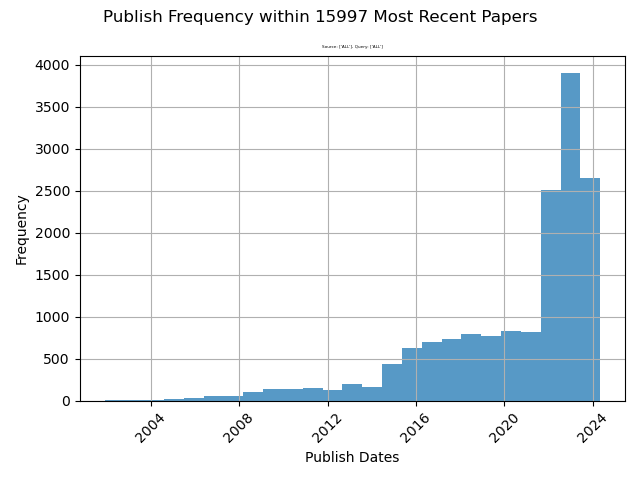 Publish Frequency within 15997 Most Recent Papers
Source: ['ALL'], Query: ['ALL']
4000
3500
3000
2500
2000
1500
1000
500
0
Frequency
2004 2008 2012 2016 2020 2024
Publish Dates